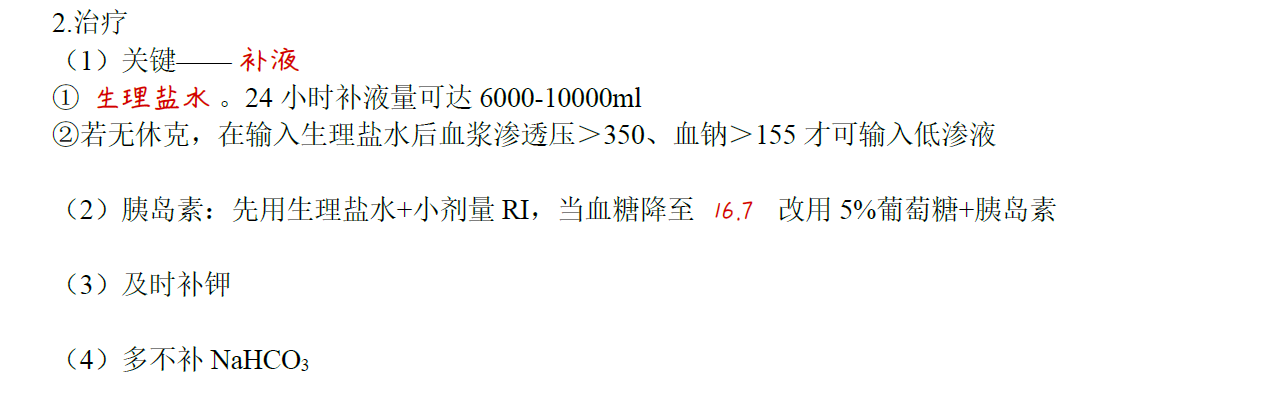 2.治疗
（1）关键——补液
① 生理盐水。24 小时补液量可达 6000-10000ml
②若无休克，在输入生理盐水后血浆渗透压＞350、血钠＞155 才可输入低渗液
（2）胰岛素：先用生理盐水+小剂量 RI，当血糖降至 16.7 改用 5%葡萄糖+胰岛素
（3）及时补钾
（4）多不补 NaHCO₃